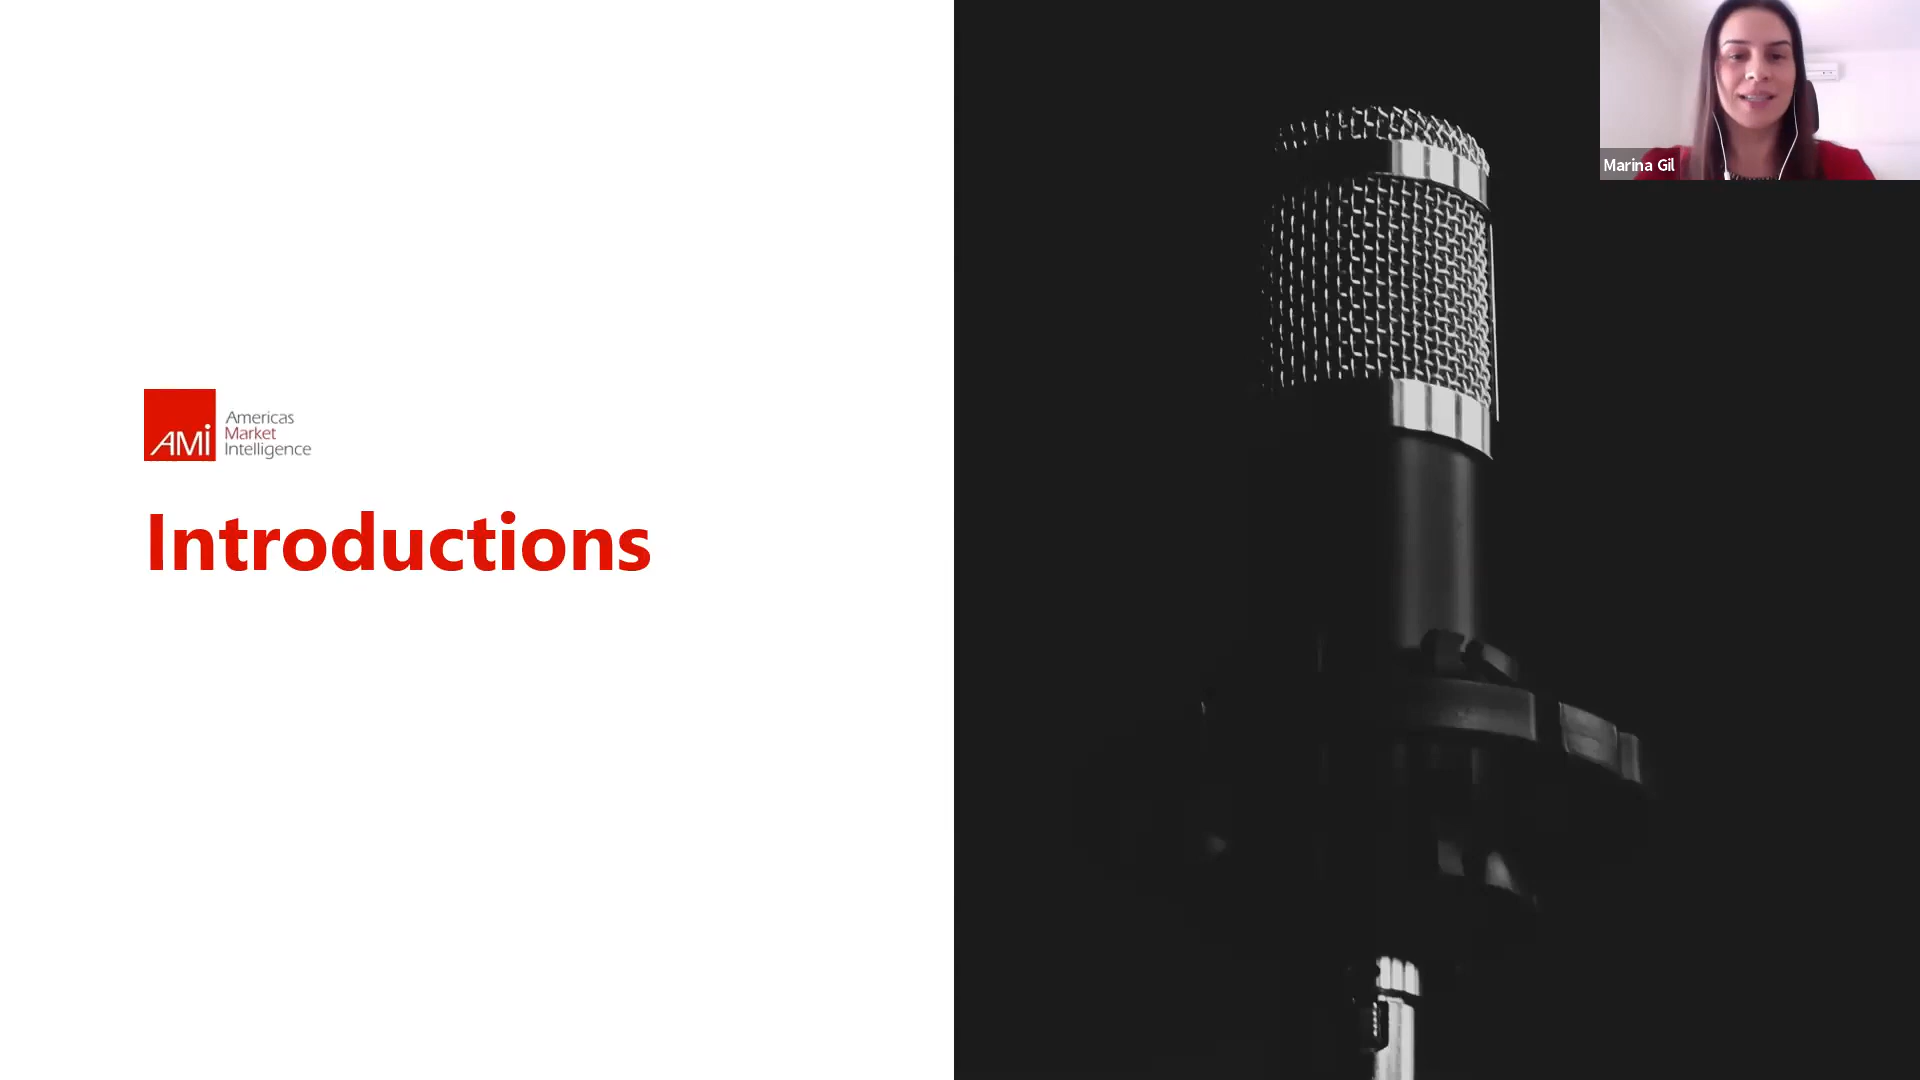 AMi
Americas
Market
Intelligence
Introductions
Marina Gil